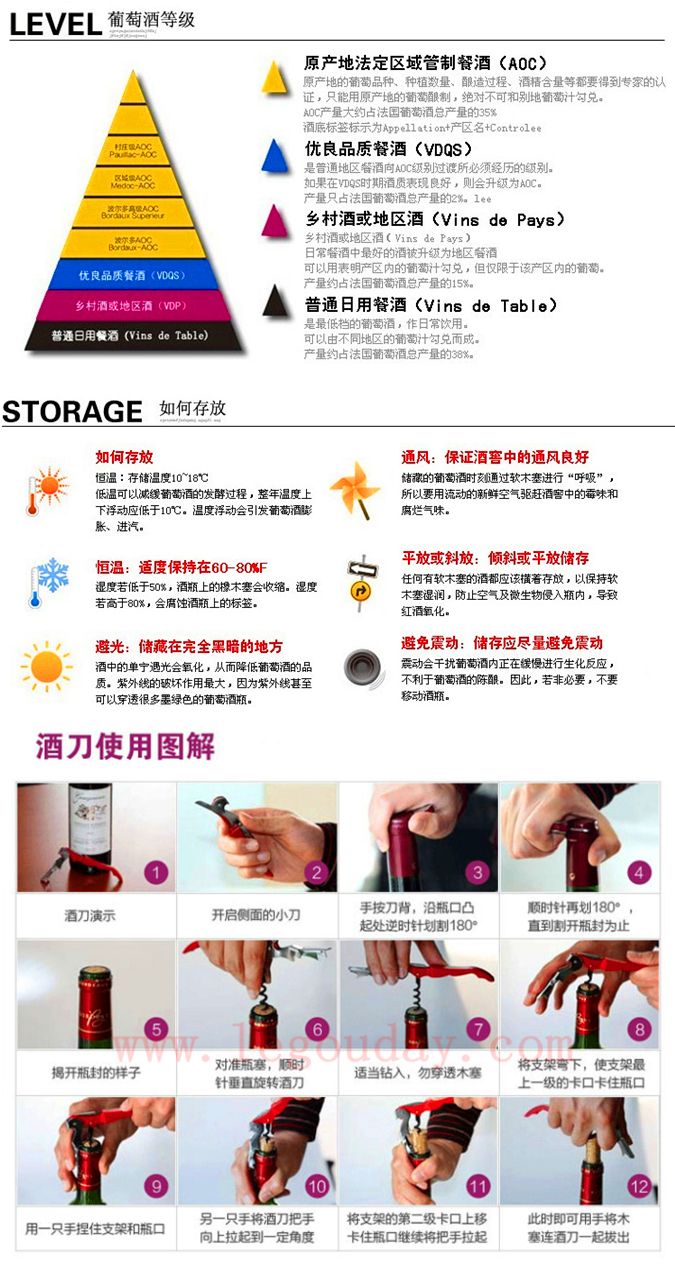 LEVEL 葡萄酒等级
村庄级AOC
Pauillac-AOC
区域级AOC
Medoc-AOC
波尔多高级AOC
Bordaux Superieur
波尔多AOC
Bordaux-AOC
优良品质餐酒（VDQS）
乡村酒或地区酒（VDP）
普通日用餐酒（Vins de Table)
原产地法定区域管制餐酒（AOC）
原产地的葡萄品种、种植数量、酿造过程、酒精含量等都要得到专家的认
证，只能用原产地的葡萄酿制，绝对不可和别地葡萄汁勾兑。
AOC产量大约占法国葡萄酒总产量的35%
酒底标签标示为Appellation+产区名+Controlee
优良品质餐酒（VDQS）
是普通地区餐酒向AOC级别过渡所必须经历的级别。
如果在VDQS时期酒质表现良好，则会升级为AOC。
产量只占法国葡萄酒总产量的2%。lee
乡村酒或地区酒（Vins de Pays）
乡村酒或地区酒（Vins de Pays）
日常餐酒中最好的酒被升级为地区餐酒
可以用表明产区内的葡萄汁勾兑，但仅限于该产区内的葡萄。
产量约占法国葡萄酒总产量的15%。
普通日用餐酒（Vins de Table）
是最低档的葡萄酒，作日常饮用。
可以由不同地区的葡萄汁勾兑而成。
产量约占法国葡萄酒总产量的38%。
STORAGE 如何存放
如何存放
恒温：存储温度10~18℃
低温可以减缓葡萄酒的发酵过程，整年温度上
下浮动应低于10℃。温度浮动会引发葡萄酒膨
胀、进汽。
恒温：适度保持在60-80%F
湿度若低于50%，酒瓶上的橡木塞会收缩。湿度
若高于80%，会腐蚀酒瓶上的标签。
避光：储藏在完全黑暗的地方
酒中的单宁遇光会氧化，从而降低葡萄酒的品
质。紫外线的破坏作用最大，因为紫外线甚至
可以穿透很多墨绿色的葡萄酒瓶。
通风：保证酒窖中的通风良好
储藏的葡萄酒时刻通过软木塞进行“呼吸”，
所以要用流动的新鲜空气驱赶酒窖中的霉味和
腐烂气味。
平放或斜放：倾斜或平放储存
任何有软木塞的酒都应该横着存放，以保持软
木塞湿润，防止空气及微生物侵入瓶内，导致
红酒氧化。
避免震动：储存应尽量避免震动
震动会干扰葡萄酒内正在缓慢进行生化反应，
不利于葡萄酒的陈酿。因此，若非必要，不要
移动酒瓶。
酒刀使用图解
1
2
3
4
酒刀演示
开启侧面的小刀
手按刀背，沿瓶口凸
起处逆时针划割180°
顺时针再划180°，
直到割开瓶封为止
5
6
7
8
www.legouday.com
揭开瓶封的样子
对准瓶塞，顺时
针垂直旋转酒刀
适当钻入，勿穿透木塞
将支架弯下，使支架最
上一级的卡口卡住瓶口
9
10
11
12
用一只手捏住支架和瓶口
另一只手将酒刀把手
向上拉起到一定角度
将支架的第二级卡口上移
卡住瓶口继续将把手拉起
此时即可用手将木
塞连酒刀一起拔出